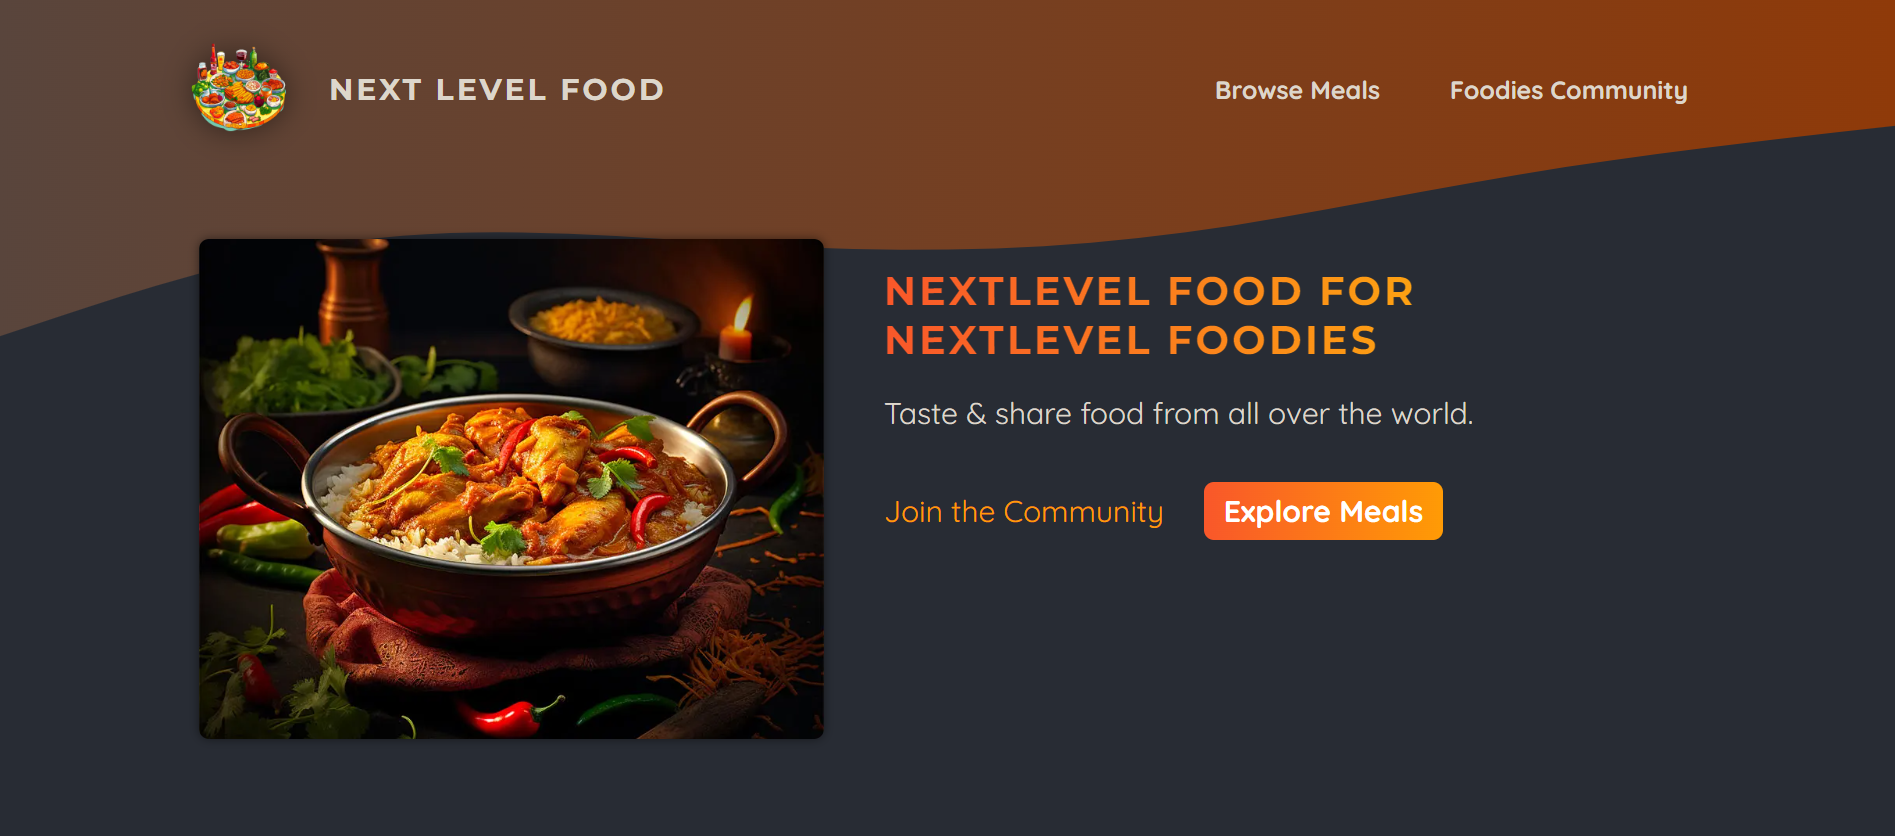 NEXT LEVEL FOOD
Browse Meals
Foodies Community
NEXTLEVEL FOOD FOR
NEXTLEVEL FOODIES
Taste & share food from all over the world.
Join the Community
Explore Meals